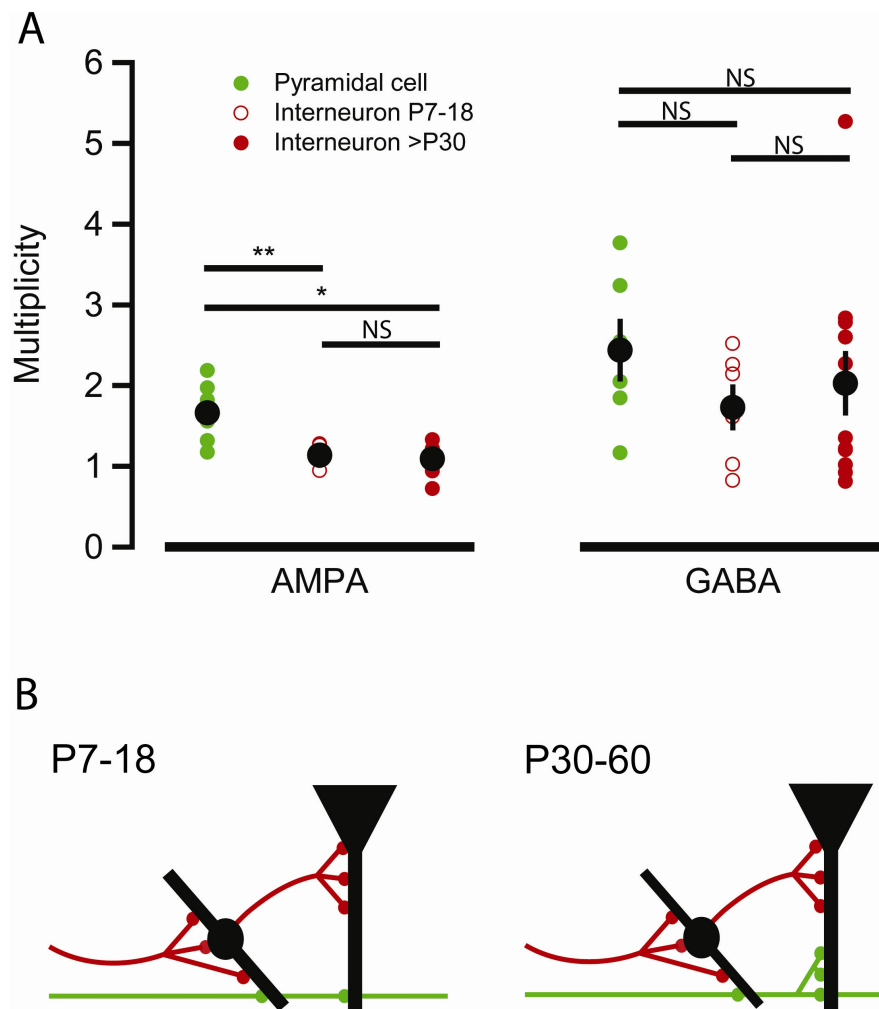 A
6
5
4
3
2
1
0
Multiplicity
Pyramidal cell
Interneuron P7-18
Interneuron >P30
**
*
NS
NS
NS
NS
AMPA
GABA
B
P7-18
P30-60